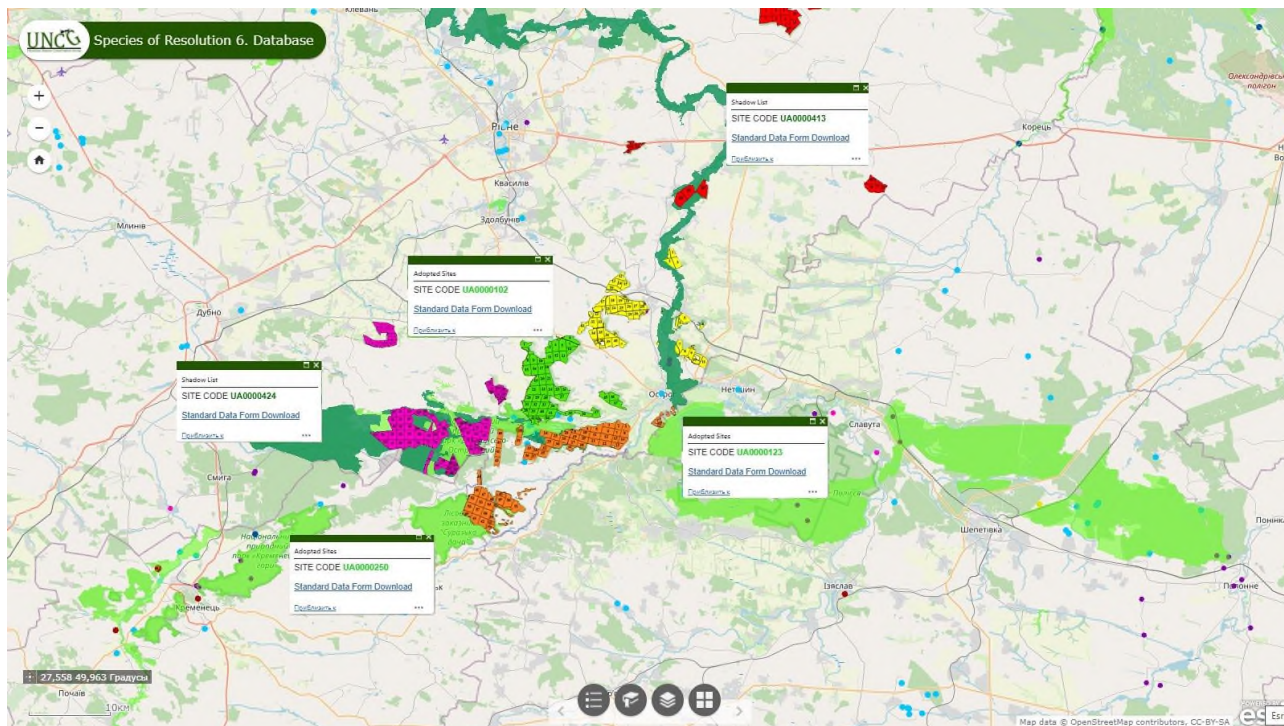 Клевань
UNCG
Species of Resolution 6. Database
Олександрівсь
полігон
+
−
Рівне
Корець
Shadow List
SITE CODE UA0000413
Standard Data Form Download
Приблизить к
•••
Квасилів
Здолбунів
Млинів
Adopted Sites
SITE CODE UA0000102
Standard Data Form Download
Приблизить к
•••
Дубно
Shadow List
SITE CODE UA0000424
Standard Data Form Download
Приблизить к
•••
Остро
Нетішин
Славута
Adopted Sites
SITE CODE UA0000123
Standard Data Form Download
Приблизить к
•••
Смига
Шепетівка
Понінк
Полонне
Ізяслав
Adopted Sites
SITE CODE UA0000250
Standard Data Form Download
Приблизить к
•••
Кременець
27,558 49,963 Градусы
Почаїв
10км
Map data © OpenStreetMap contributors, CC-BY-SA